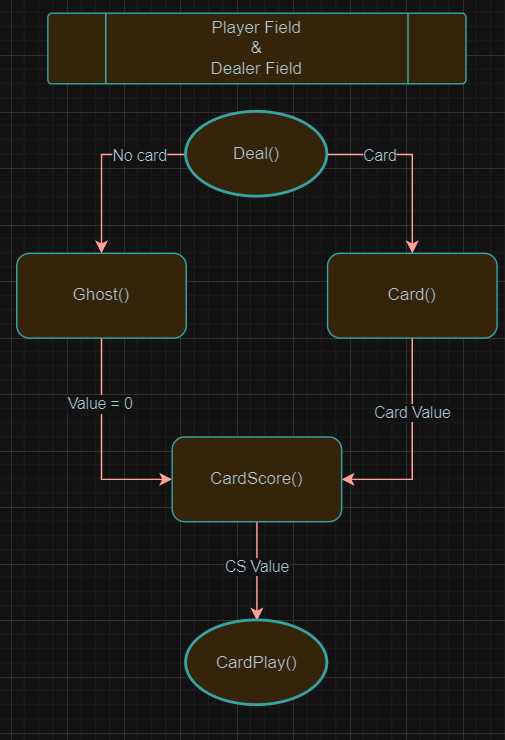 Player Field
&
Dealer Field
Deal()
No card
Card
Ghost()
Card()
Value = 0
Card Value
CardScore()
CS Value
CardPlay()